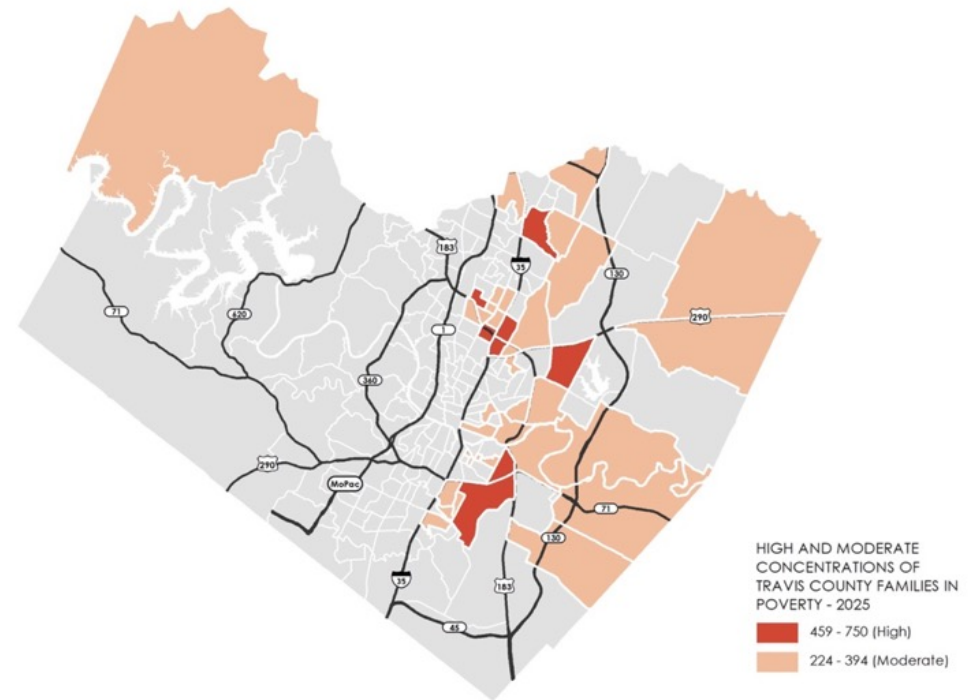 183
35
130
71
620
1
290
360
290
MoPac
71
130
35
183
45
HIGH AND MODERATE
CONCENTRATIONS OF
TRAVIS COUNTY FAMILIES IN
POVERTY - 2025
459 - 750 (High)
224 - 394 (Moderate)